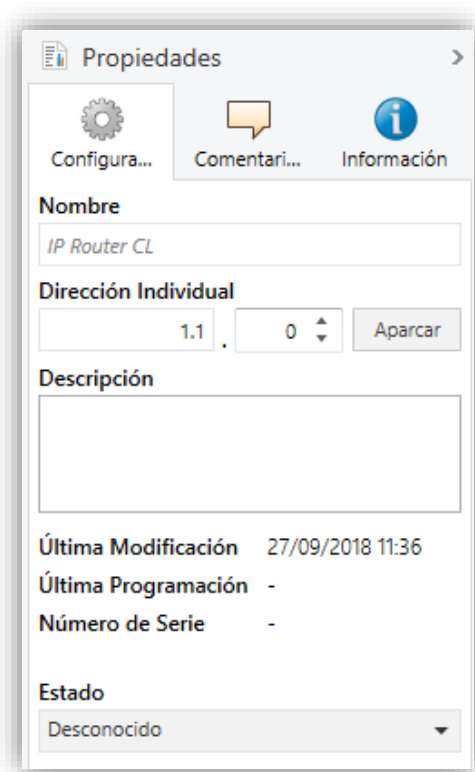 Propiedades
Configura... Comentari... Información
Nombre
IP Router CL
Dirección Individual
1.1 . 0 Aparcar
Descripción
Última Modificación 27/09/2018 11:36
Última Programación -
Número de Serie -
Estado
Desconocido